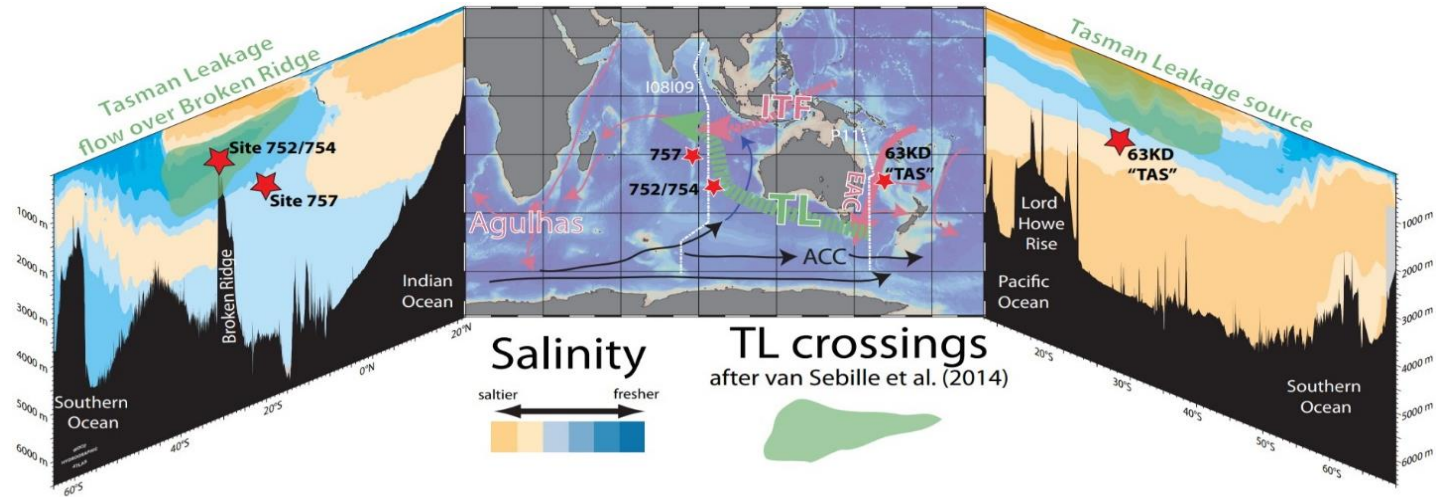 Tasman Leakage
flow over Broken Ridge
Site 752/754
Site 757
1000 m
2000 m
3000 m
4000 m
5000 m
6000 m
Broken Ridge
Indian
Ocean
Southern
Ocean
60°S
40°S
20°S
0°N
20°N
I08I09
ITF
P11
757
752/754
63KD
"TAS"
EAC
TL
Agulhas
ACC
Tasman Leakage source
63KD
"TAS"
Lord
Howe
Rise
Pacific
Ocean
Southern
Ocean
1000 m
2000 m
3000 m
4000 m
5000 m
6000 m
20°S
30°S
40°S
50°S
60°S
Salinity
saltier
fresher
TL crossings
after van Sebille et al. (2014)